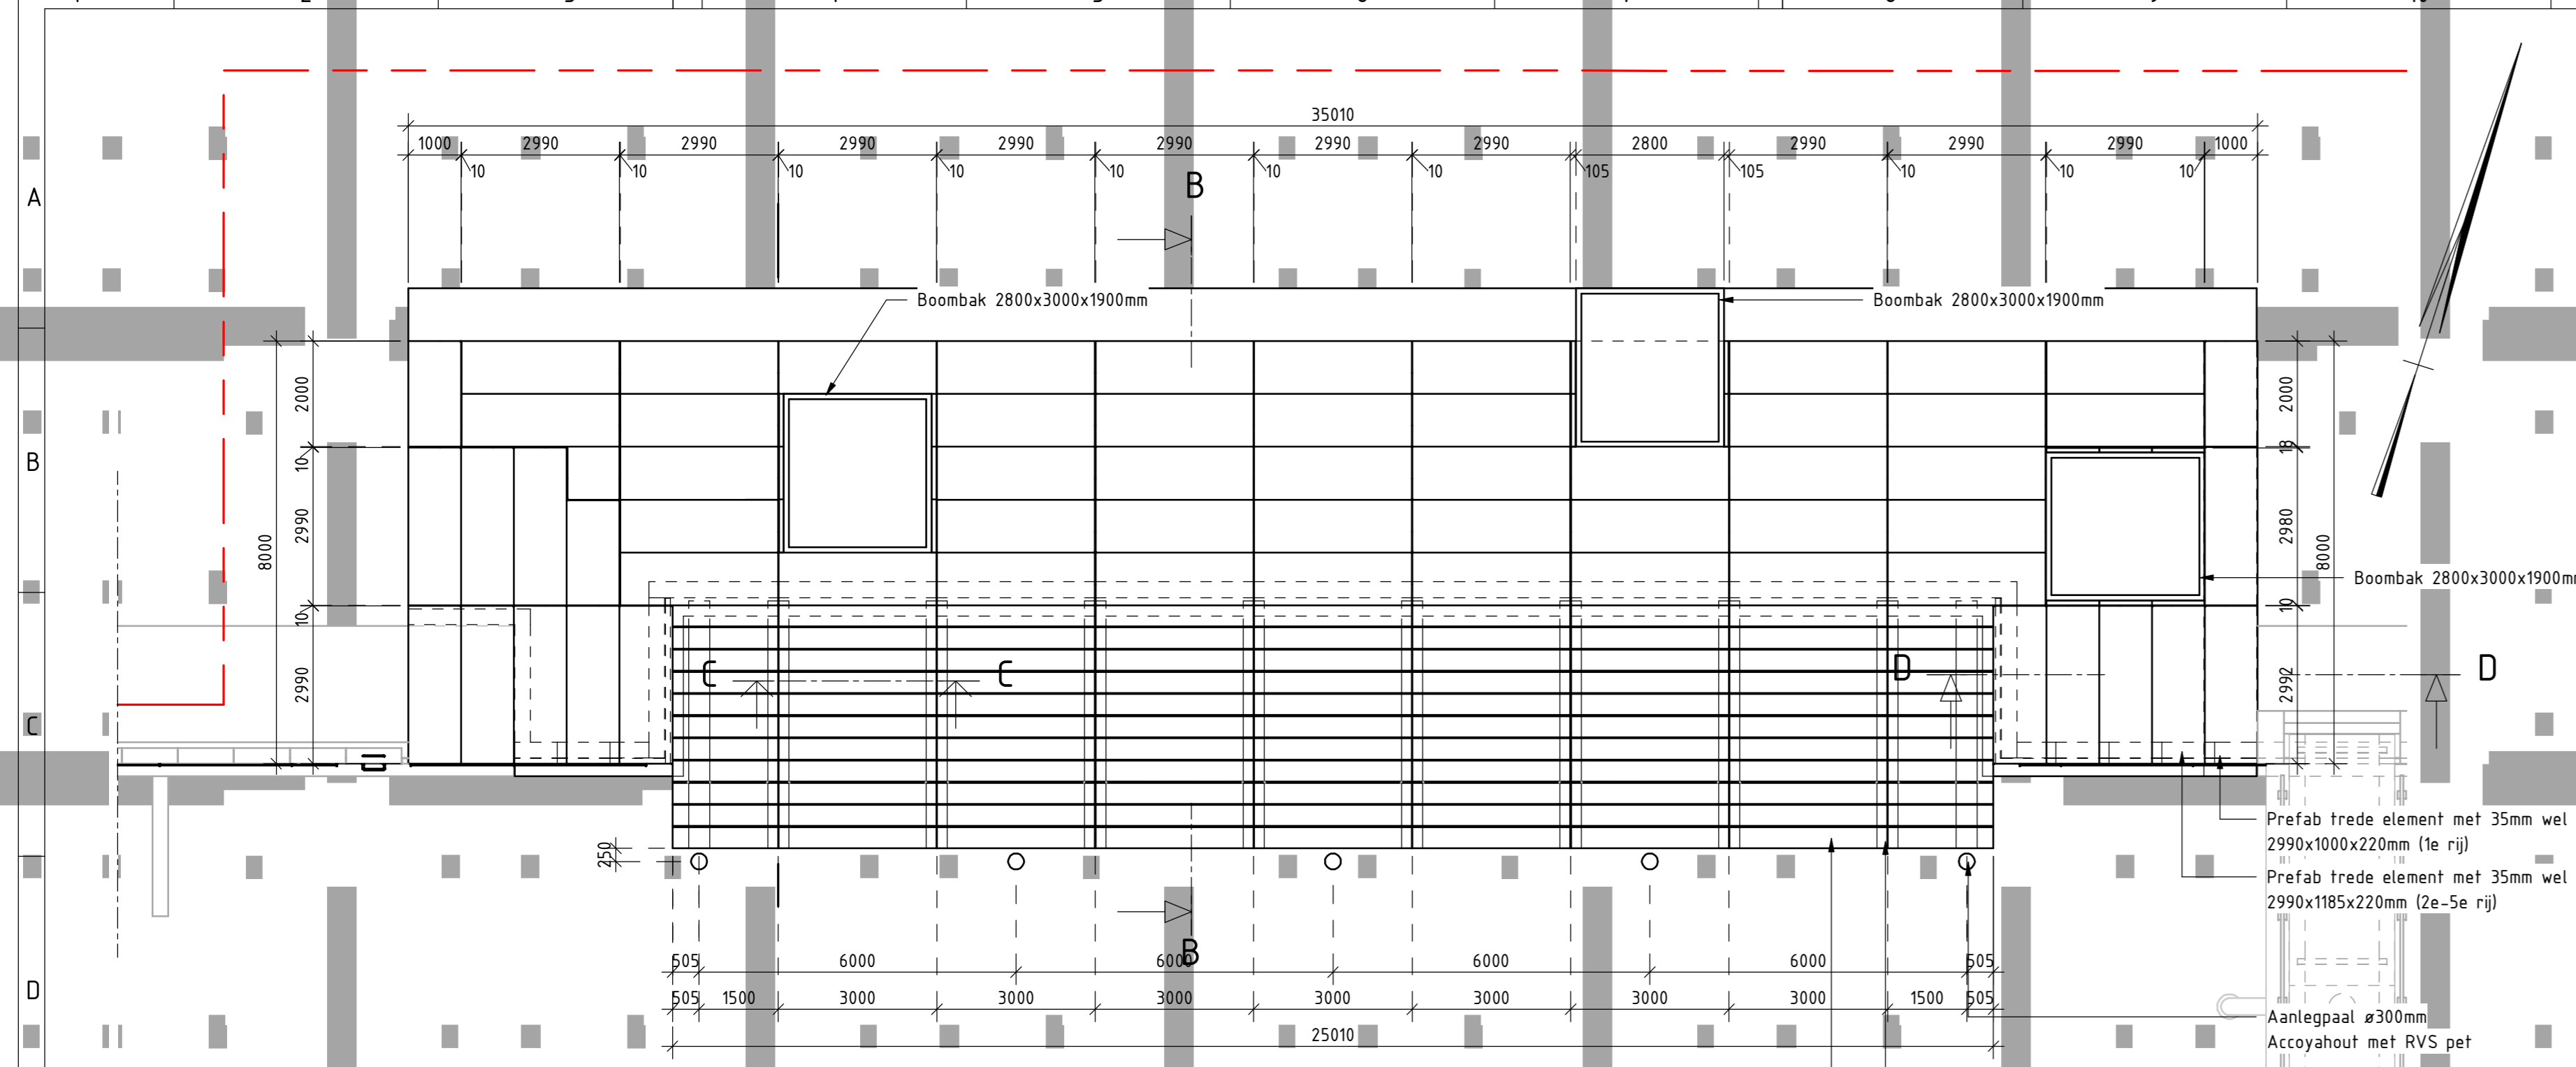 35010
1000 2990 2990 2990 2990 2990 2990 2990 2800 2990 2990 2990 1000
10 10 10 10 10 10 10 105 105 10 10 10
A
B
Boombak 2800x3000x1900mm
Boombak 2800x3000x1900mm
2000
2000
B
10
2990
8000
2980
8000
Boombak 2800x3000x1900m
10
10
2990
C
C
D
D
2992
C
Prefab trede element met 35mm wel
2990x1000x220mm (1e rij)
250
Prefab trede element met 35mm wel
2990x1185x220mm (2e-5e rij)
B
505 6000 6000 6000 6000 505
D
505 1500 3000 3000 3000 3000 3000 3000 3000 1500 505
Aanlegpaal ø300mm
25010
Accoyahout met RVS pet